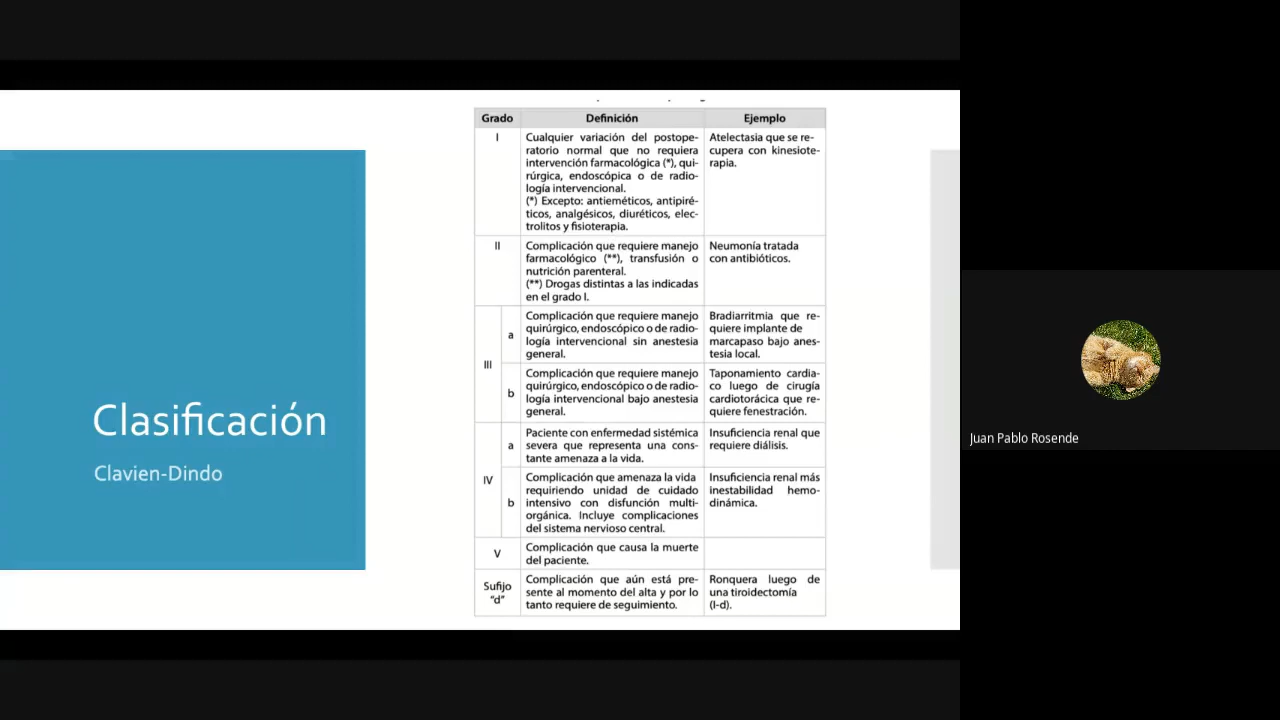 Clasificación
Clavien-Dindo
Grado Definición Ejemplo
I
Cualquier variación del postope-
ratorio normal que no requiera
intervención farmacológica (*), qui-
rúrgica, endoscópica o de radio-
logía intervencional.
(*) Excepto: antieméticos, antipiré-
ticos, analgésicos, diuréticos, elec-
trolitos y fisioterapia.
Atelectasia que se re-
cupera con kinesiote-
rapia.
II
Complicación que requiere manejo
farmacológico (**), transfusión o
nutrición parenteral.
(**) Drogas distintas a las indicadas
en el grado I.
Neumonía tratada
con antibióticos.
III
a
Complicación que requiere manejo
quirúrgico, endoscópico o de radio-
logía intervencional sin anestesia
general.
Bradiarritmia que re-
quiere implante de
marcapaso bajo anes-
tesia local.
b
Complicación que requiere manejo
quirúrgico, endoscópico o de radio-
logía intervencional bajo anestesia
general.
Taponamiento cardia-
co luego de cirugía
cardiotorácica que re-
quiere fenestración.
IV
a
Paciente con enfermedad sistémica
severa que representa una cons-
tante amenaza a la vida.
Insuficiencia renal que
requiere diálisis.
b
Complicación que amenaza la vida
requiriendo unidad de cuidado
intensivo con disfunción multi-
orgánica. Incluye complicaciones
del sistema nervioso central.
Insuficiencia renal más
inestabilidad hemo-
dinámica.
V
Complicación que causa la muerte
del paciente.
Sufijo
"d"
Complicación que aún está pre-
sente al momento del alta y por lo
tanto requiere de seguimiento.
Ronquera luego de
una tiroidectomía
(I-d).
Juan Pablo Rosende